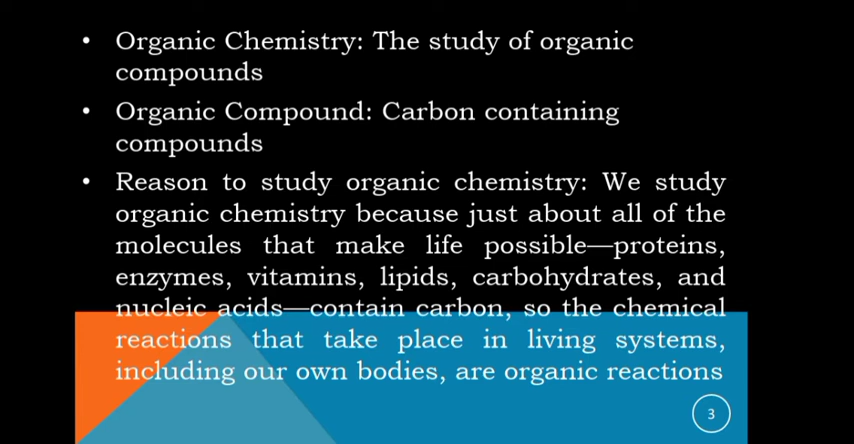 • Organic Chemistry: The study of organic
compounds
• Organic Compound: Carbon containing
compounds
• Reason to study organic chemistry: We study
organic chemistry because just about all of the
molecules that make life possible—proteins,
enzymes, vitamins, lipids, carbohydrates, and
nucleic acids—contain carbon, so the chemical
reactions that take place in living systems,
including our own bodies, are organic reactions
3